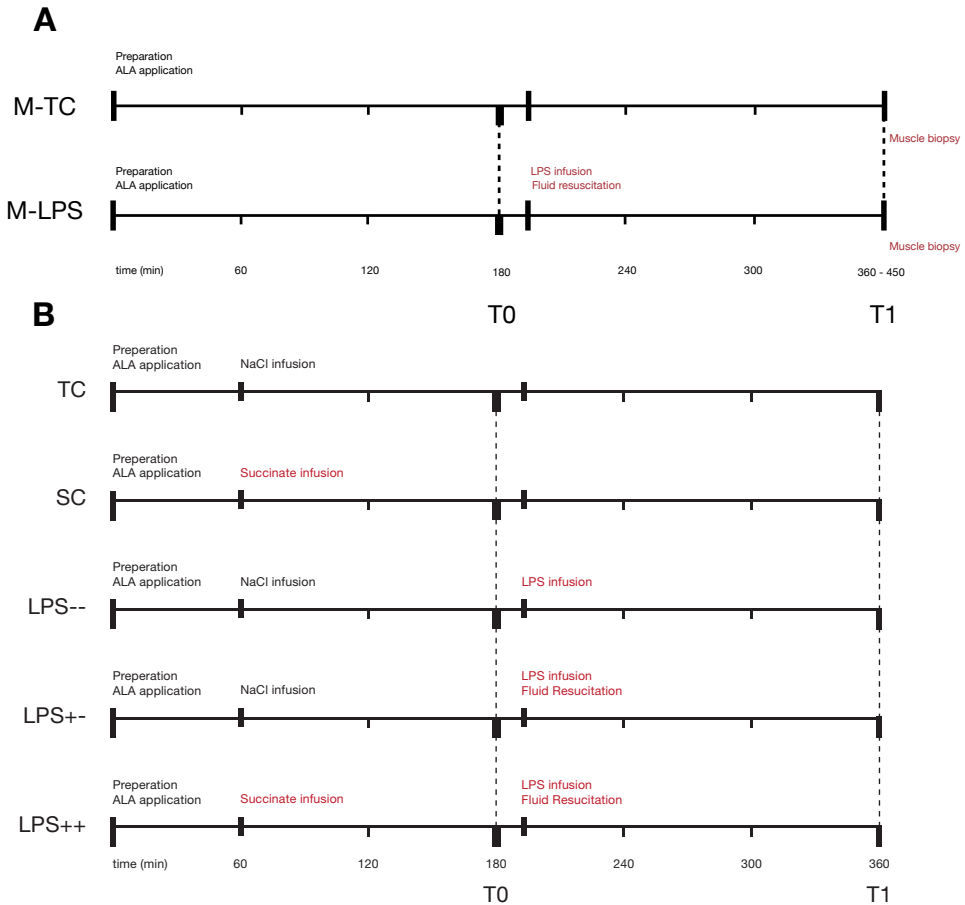 A
Preparation
ALA application
M-TC
Muscle biopsy
Preparation
ALA application
LPS infusion
Fluid resuscitation
M-LPS
Muscle biopsy
time (min) 60 120 180 240 300 360 - 450
T0 T1
B
Preperation
ALA application NaCl infusion
TC
Preperation
ALA application Succinate infusion
SC
Preperation
ALA application NaCl infusion LPS infusion
LPS--
Preperation LPS infusion
ALA application NaCl infusion Fluid Resucitation
LPS+-
Preperation LPS infusion
ALA application Succinate infusion Fluid Resucitation
LPS++
time (min) 60 120 180 240 300 360
T0 T1